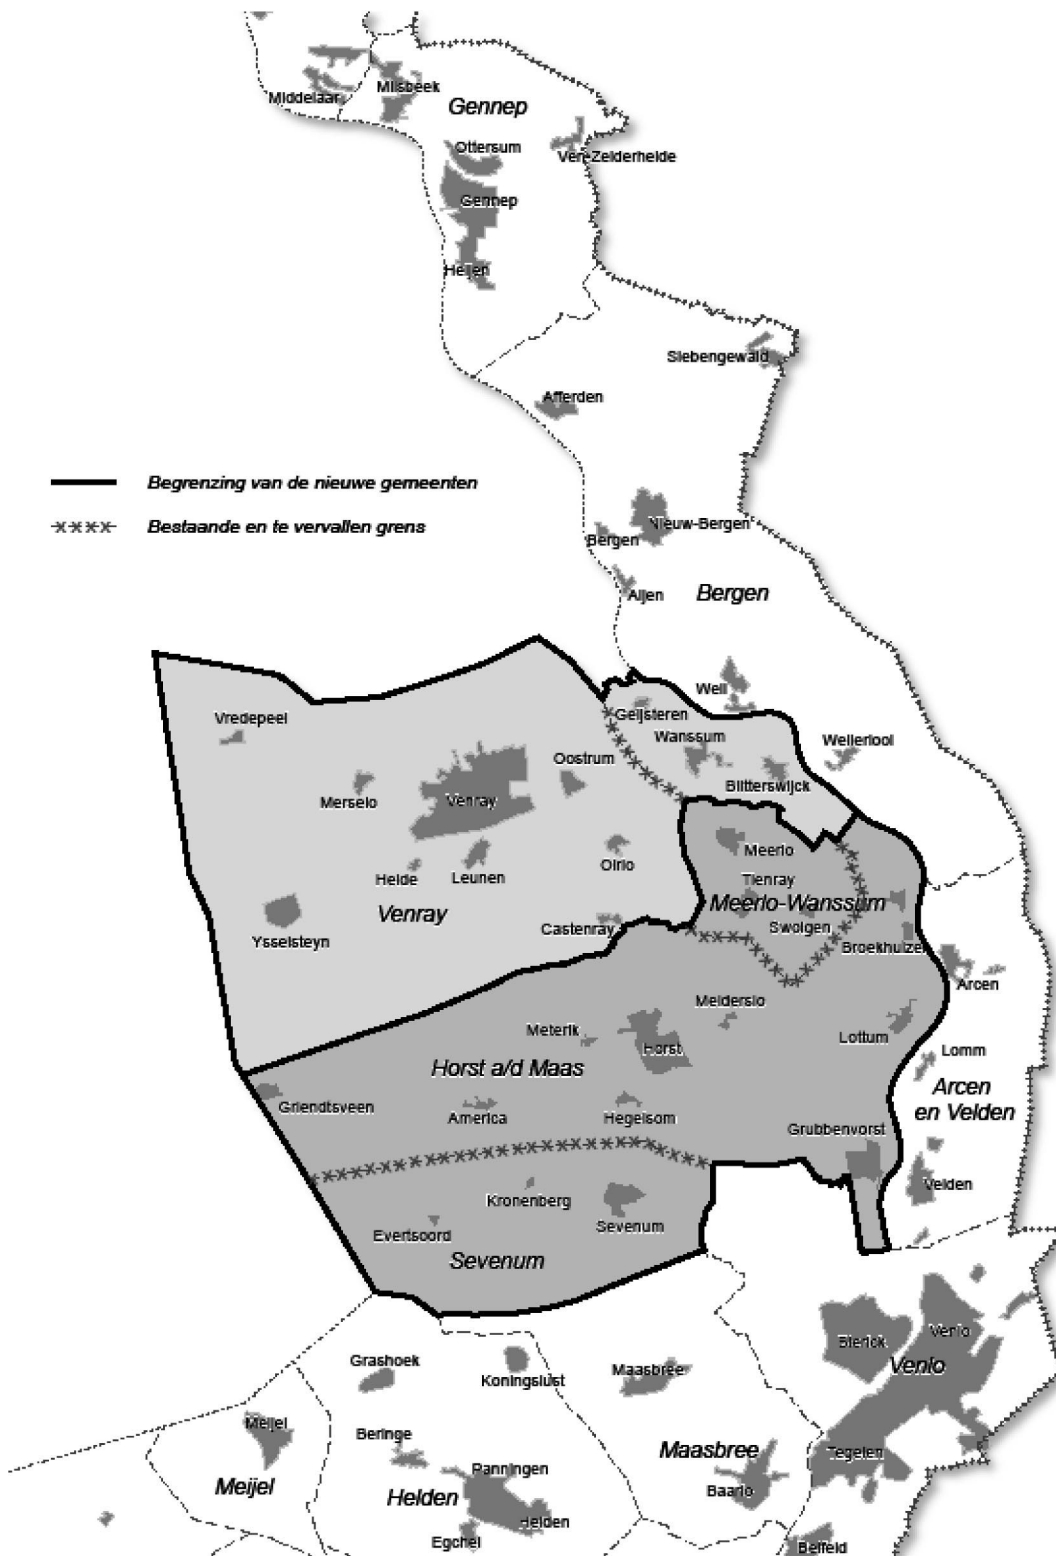 Milsbeek
Middelaar
Gennep
Ottersum
Ven-Zelderheide
Gennep
Heijen
Siebengewald
Afferden
Begrenzing van de nieuwe gemeenten
Bestaande en te vervallen grens
Nieuw-Bergen
Bergen
Aijen
Bergen
Well
Geijsteren
Vredepeel
Wanssum
Wellerlooi
Oostrum
Blitterswijck
Merselo
Venray
Meerlo
Oirlo
Heide
Leunen
Tienray
Venray
Meerlo-Wanssum
Ysselsteyn
Castenray
Swolgen
Broekhuizen
Arcen
Melderslo
Meterik
Horst
Lottum
Lomm
Horst a/d Maas
Arcen
en Velden
Griendtsveen
America
Hegelsom
Grubbenvorst
Velden
Kronenberg
Evertsoord
Sevenum
Sevenum
Blerick
Venlo
Venlo
Grashoek
Koningslust
Maasbree
Meijel
Beringe
Maasbree
Tegelen
Panningen
Meijel
Helden
Baarlo
Helden
Egchel
Belfeld